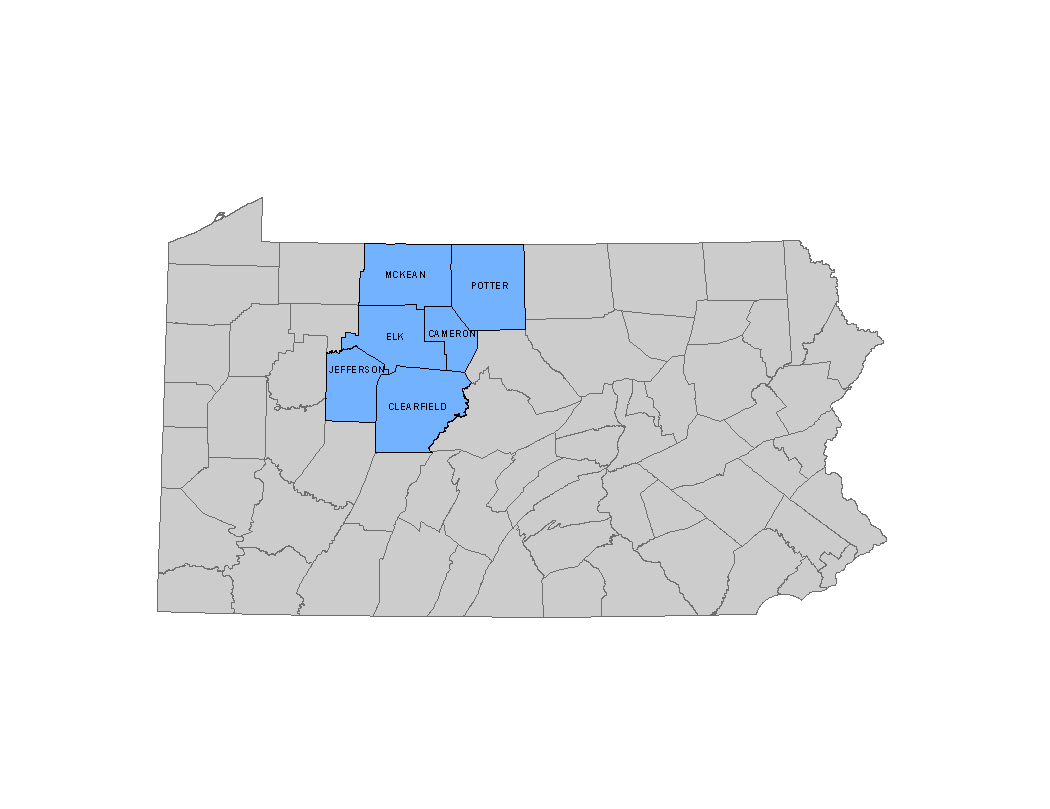 MCKEAN
POTTER
CAMERON
ELK
JEFFERSON
CLEARFIELD